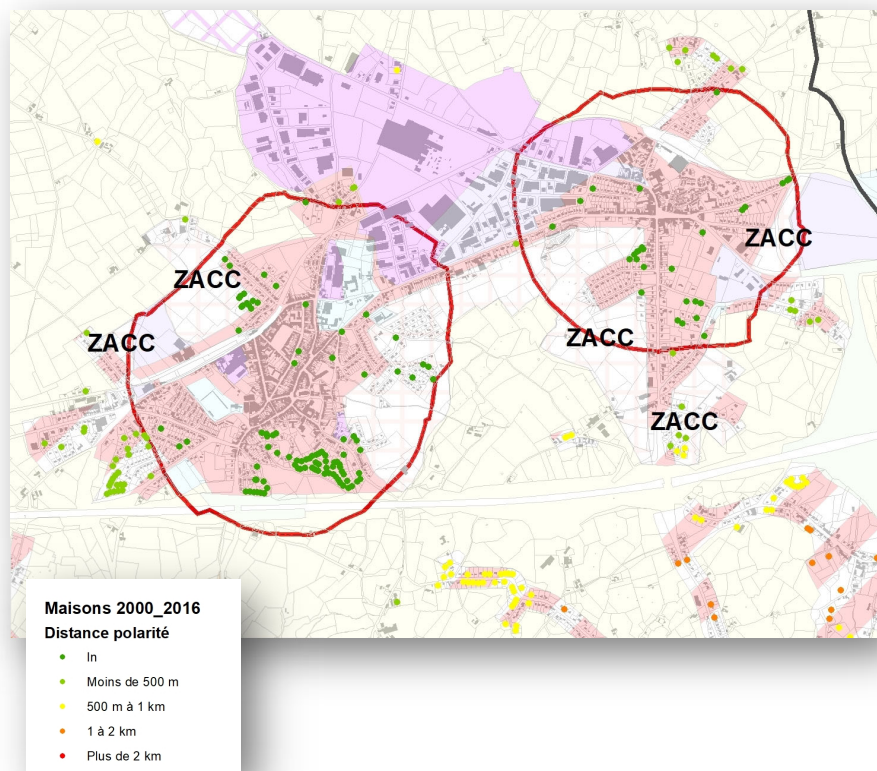 ZACC
ZACC
ZACC
ZACC
ZACC
Maisons 2000_2016
Distance polarité
In
Moins de 500 m
500 m à 1 km
1 à 2 km
Plus de 2 km